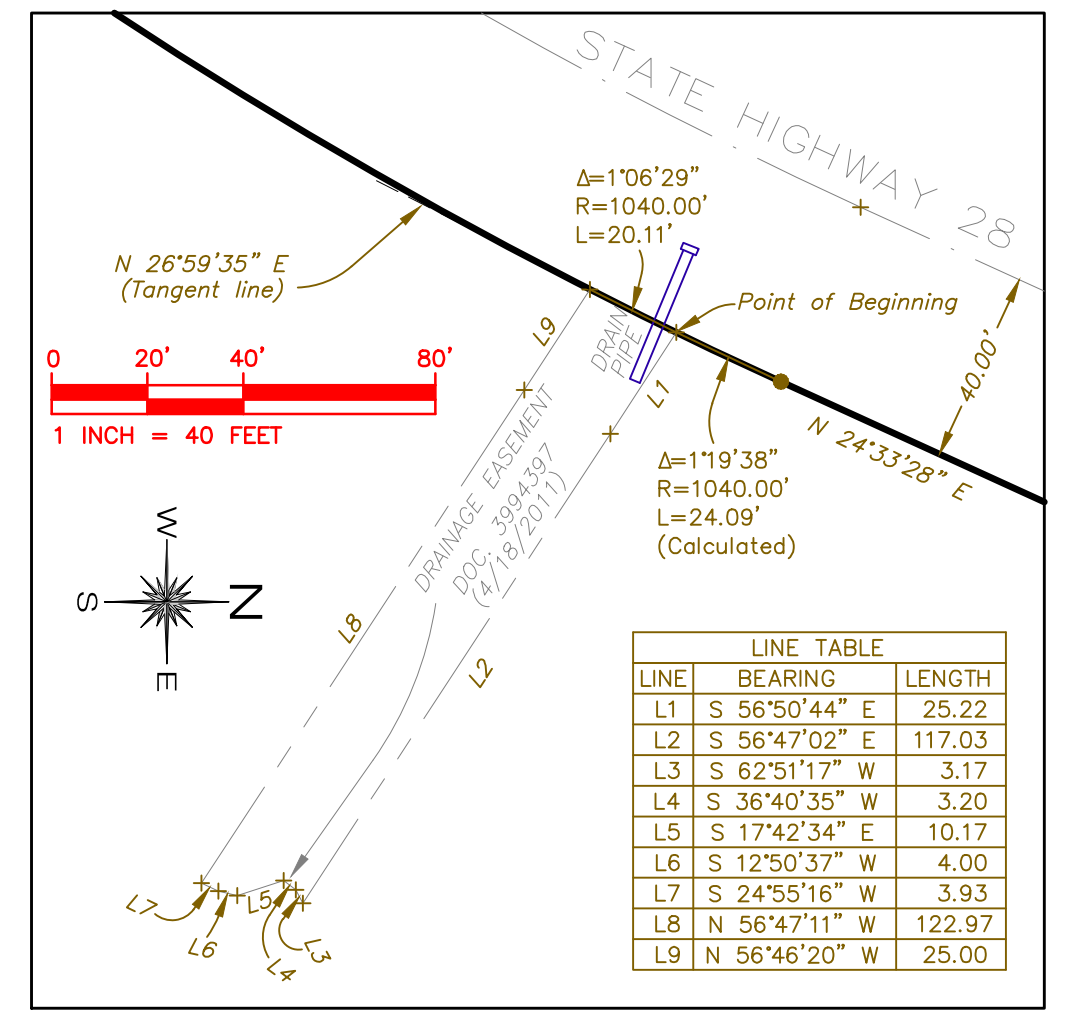 STATE HIGHWAY 28
Δ=1°06'29"
R=1040.00'
L=20.11'
N 26°59'35" E
(Tangent line)
Point of Beginning
DRAIN
PIPE
L9
L1
40.00'
0 20' 40' 80'
1 INCH = 40 FEET
N 24°33'28" E
Δ=1°19'38"
R=1040.00'
L=24.09'
(Calculated)
DRAINAGE EASEMENT
DOC. 3994397
(4/18/2011)
W
S
N
E
L8
L2
L7
L6
L5
L4
L3
LINE TABLE
LINE BEARING LENGTH
L1 S 56°50'44" E 25.22
L2 S 56°47'02" E 117.03
L3 S 62°51'17" W 3.17
L4 S 36°40'35" W 3.20
L5 S 17°42'34" E 10.17
L6 S 12°50'37" W 4.00
L7 S 24°55'16" W 3.93
L8 N 56°47'11" W 122.97
L9 N 56°46'20" W 25.00